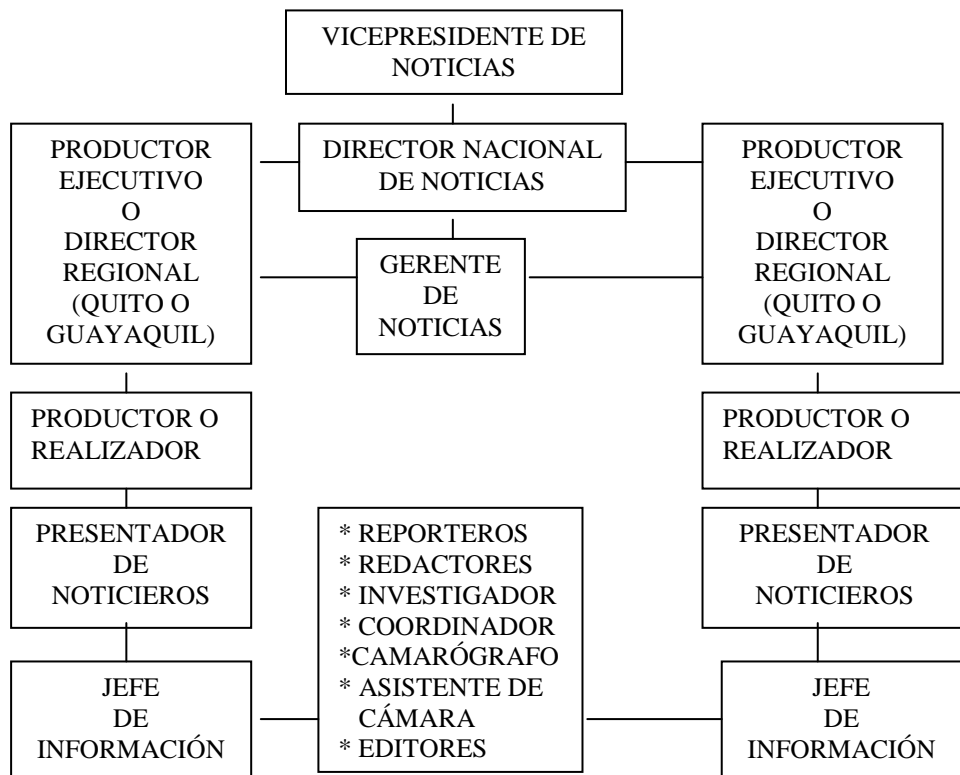 VICEPRESIDENTE DE
NOTICIAS
PRODUCTOR
EJECUTIVO
O
DIRECTOR
REGIONAL
(QUITO O
GUAYAQUIL)
DIRECTOR NACIONAL
DE NOTICIAS
PRODUCTOR
EJECUTIVO
O
DIRECTOR
REGIONAL
(QUITO O
GUAYAQUIL)
GERENTE
DE
NOTICIAS
PRODUCTOR O
REALIZADOR
PRODUCTOR O
REALIZADOR
PRESENTADOR
DE
NOTICIEROS
* REPORTEROS
* REDACTORES
* INVESTIGADOR
* COORDINADOR
*CAMARÓGRAFO
* ASISTENTE DE
CÁMARA
* EDITORES
PRESENTADOR
DE
NOTICIEROS
JEFE
DE
INFORMACIÓN
JEFE
DE
INFORMACIÓN